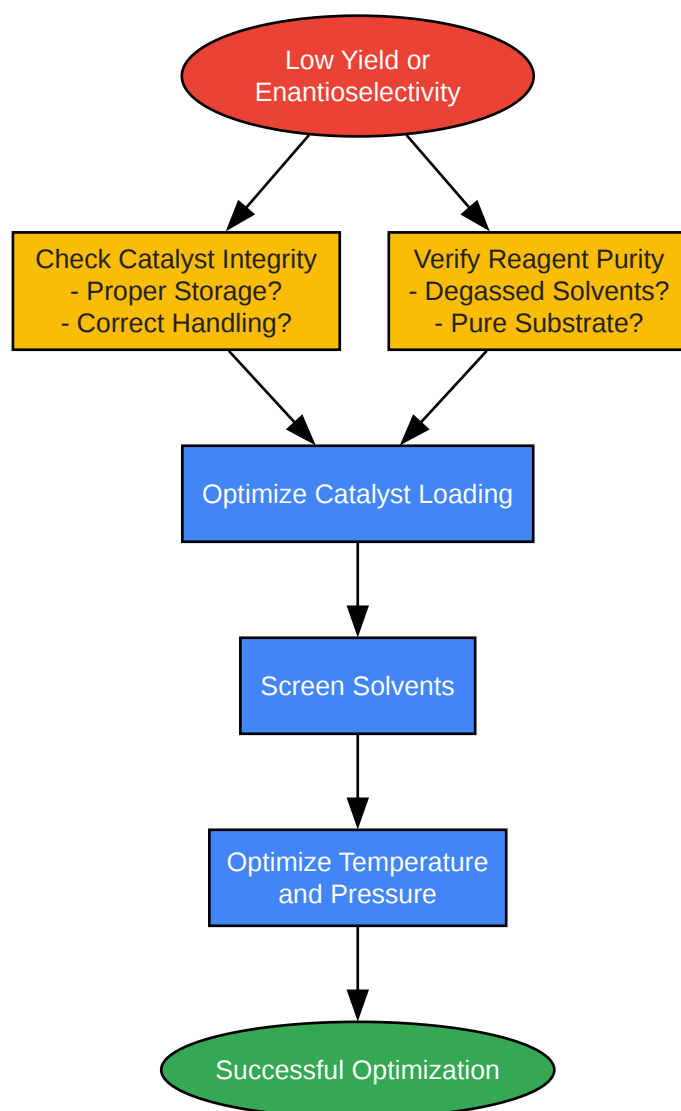 Low Yield or
Enantioselectivity
Check Catalyst Integrity
- Proper Storage?
- Correct Handling?
Verify Reagent Purity
- Degassed Solvents?
- Pure Substrate?
Optimize Catalyst Loading
Screen Solvents
Optimize Temperature
and Pressure
Successful Optimization